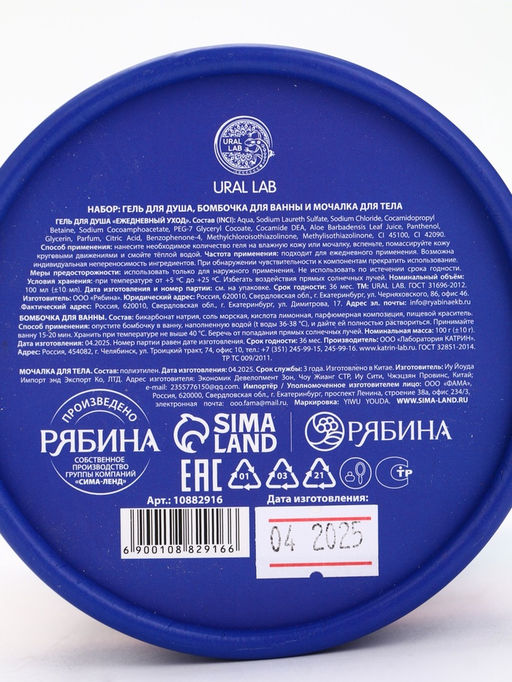 URAL
LAB
URAL LAB
НАБОР: ГЕЛЬ ДЛЯ ДУША, БОМБОЧКА ДЛЯ ВАННЫ И МОЧАЛКА ДЛЯ ТЕЛА
ГЕЛЬ ДЛЯ ДУША «ЕЖЕДНЕВНЫЙ УХОД». Состав (INCI): Aqua, Sodium Laureth Sulfate, Sodium Chloride, Cocamidopropyl
Betaine, Sodium Cocoamphoacetate, PEG-7 Glyceryl Cocoate, Cocamide DEA, Aloe Barbadensis Leaf Juice, Panthenol,
Glycerin, Parfum, Citric Acid, Benzophenone-4, Methylchloroisothiazolinone, Methylisothiazolinone, CI 45100, CI 42090.
Способ применения: нанесите необходимое количество геля на влажную кожу или мочалку, вспеньте, помассируйте кожу
круговыми движениями и смойте тёплой водой. Частота применения: подходит для ежедневного применения. Возможна
индивидуальная непереносимость ингредиентов. При обнаружении чувствительности к компонентам прекратить использование.
Меры предосторожности: использовать только для наружного применения. Не использовать по истечении срока годности.
Условия хранения: при температуре от +5 °C до +25 °C. Беречь от попадания прямых солнечных лучей. Номинальный объём:
100 мл (±10 мл). Дата изготовления и номер партии: см. на упаковке. Срок годности: 36 мес. ТМ: URAL LAB. ГОСТ 31696-2012.
Изготовитель: ООО «Рябина». Юридический адрес: Россия, 620010, Свердловская обл., г. Екатеринбург, ул. Черняховского, 86, офис 46.
Фактический адрес: Россия, 620010, Свердловская обл., г. Екатеринбург, ул. Димитрова, 17, Адрес эл. почты: info@ryabinaekb.ru
БОМБОЧКА ДЛЯ ВАННЫ. Состав: бикарбонат натрия, соль морская, кислота лимонная, парфюмерная композиция, пищевой краситель.
Способ применения: опустите бомбочку в ванну, наполненную водой (t воды 36-38 °C), и дайте ей полностью раствориться. Принимайте
ванну 15-20 мин. Хранить при температуре не выше 40 °C. Беречь от попадания прямых солнечных лучей. Номинальная масса: 100 г (±10 г).
Дата изготовления: 04.2025. Номер партии равен дате изготовления. Срок годности: 36 мес. Производитель: ООО «Лаборатория КАТРИН».
Адрес: Россия, 454082, г. Челябинск, ул. Троицкий тракт, 74, офис 10, тел.: +7 (351) 245-99-15, 245-99-16. www.katrin-lab.ru ГОСТ 32851-2014.
ТР ТС 009/2011.
МОЧАЛКА ДЛЯ ТЕЛА. Состав: полиэтилен. Дата изготовления: 04.2025. Срок службы: 3 года. Изготовлено в Китае. Изготовитель: Иу Йоуда
Импорт энд Экспорт Ко, ЛТД. Адрес изготовителя: Экономик Девелопмент Зон, Чоу Жианг СТР, Иу Сити, Чжэцзян Провинс, Китай;
e-mail: 2355776150@qq.com. Импортёр / Уполномоченное изготовителем лицо: ООО «ФАМА»,
Россия, 620000, Свердловская обл., г. Екатеринбург, проспект Ленина, строение 38а, офис 234/3,
электронная почта: ooo.fama@mail.ru. Маркировка: YIWU YOUDA. WWW.SIMA-LAND.RU
ПРОИЗВЕДЕНО
РЯБИНА
СОБСТВЕННОЕ
ПРОИЗВОДСТВО
ГРУППЫ КОМПАНИЙ
«СИМА-ЛЕНД»
SIMA
LAND
РЯБИНА
EAC
01
03
21
СТР
Арт.: 10882916
Дата изготовления:
04 2025
6 900108 829166